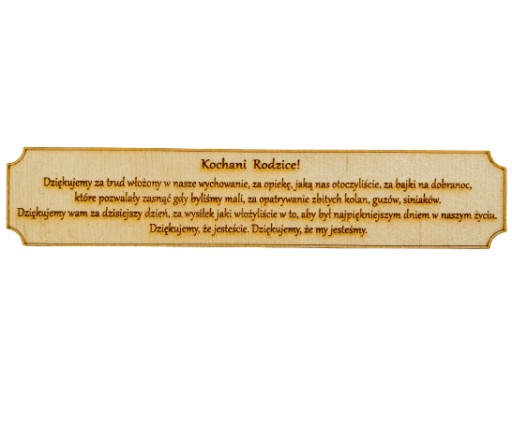 Kochani Rodzice!
Dziękujemy za trud włożony w nasze wychowanie, za opiekę, jaką nas otoczyliście, za bajki na dobranoc,
które pozwalały zasnąć gdy byliśmy mali, za opatrywanie zbitych kolan, guzów, siniaków.
Dziękujemy wam za dzisiejszy dzień, za wysiłek jaki włożyliście w to, aby był najpiękniejszym dniem w naszym życiu.
Dziękujemy, że jesteście. Dziękujemy, że my jesteśmy.